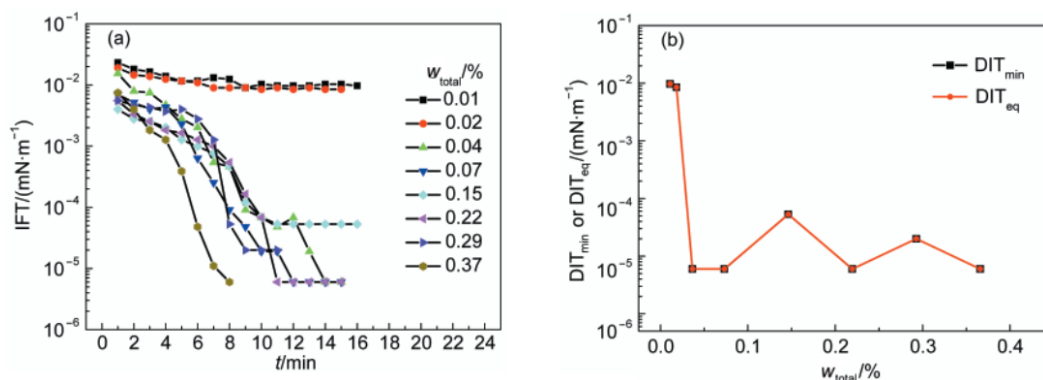 (a)
IFT/(mN·m⁻¹)
10⁻¹
10⁻²
10⁻³
10⁻⁴
10⁻⁵
10⁻⁶
w_total/%
0.01
0.02
0.04
0.07
0.15
0.22
0.29
0.37
0 2 4 6 8 10 12 14 16 18 20 22 24
t/min
(b)
DIT_min or DIT_eq/(mN·m⁻¹)
10⁻¹
10⁻²
10⁻³
10⁻⁴
10⁻⁵
10⁻⁶
DIT_min
DIT_eq
0.0 0.1 0.2 0.3 0.4
w_total/%